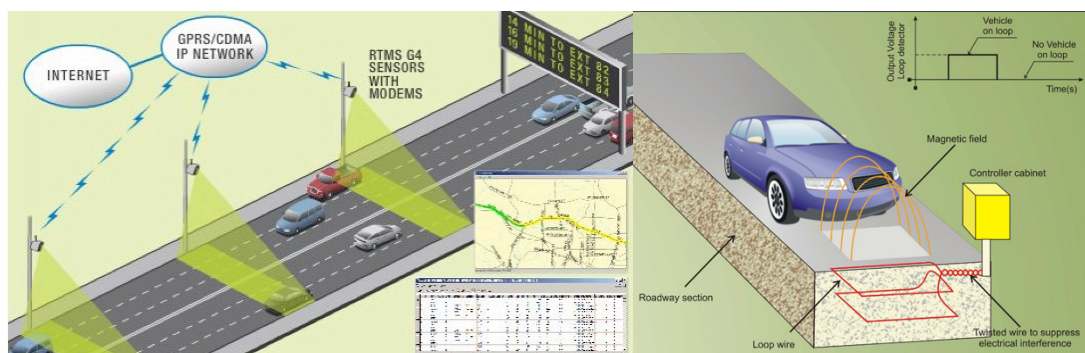 GPRS/CDMA
IP NETWORK
INTERNET
RTMS G4
SENSORS
WITH
MODEMS
14 MIN TO EXT 82
16 MIN TO EXT 83
19 MIN TO EXT 84
Output Voltage
Loop detector
Vehicle
on loop
No Vehicle
on loop
Time(s)
Magnetic field
Controller cabinet
Roadway section
Loop wire
Twisted wire to suppress
electrical interference